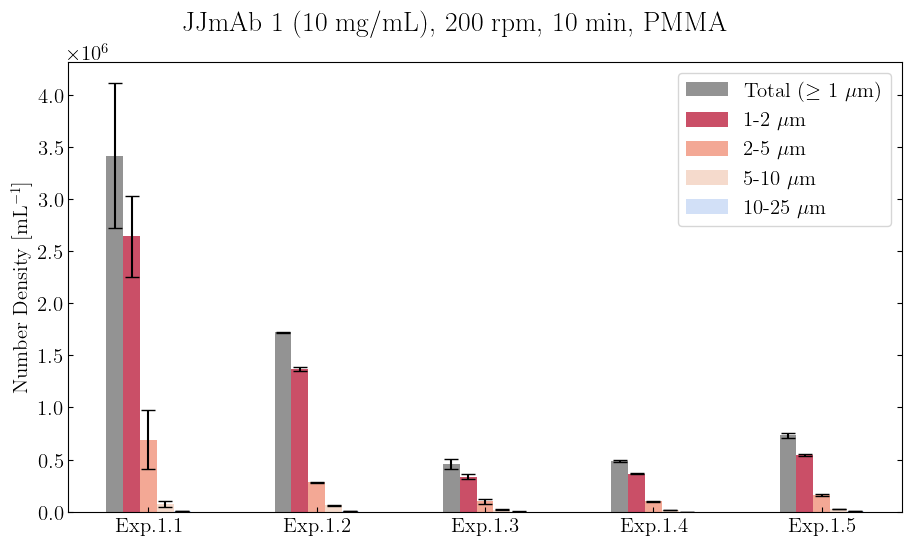 JJmAb 1 (10 mg/mL), 200 rpm, 10 min, PMMA
×10⁶
Number Density [mL⁻¹]
4.0
3.5
3.0
2.5
2.0
1.5
1.0
0.5
0.0
Total (≥ 1 μm)
1-2 μm
2-5 μm
5-10 μm
10-25 μm
Exp.1.1 Exp.1.2 Exp.1.3 Exp.1.4 Exp.1.5